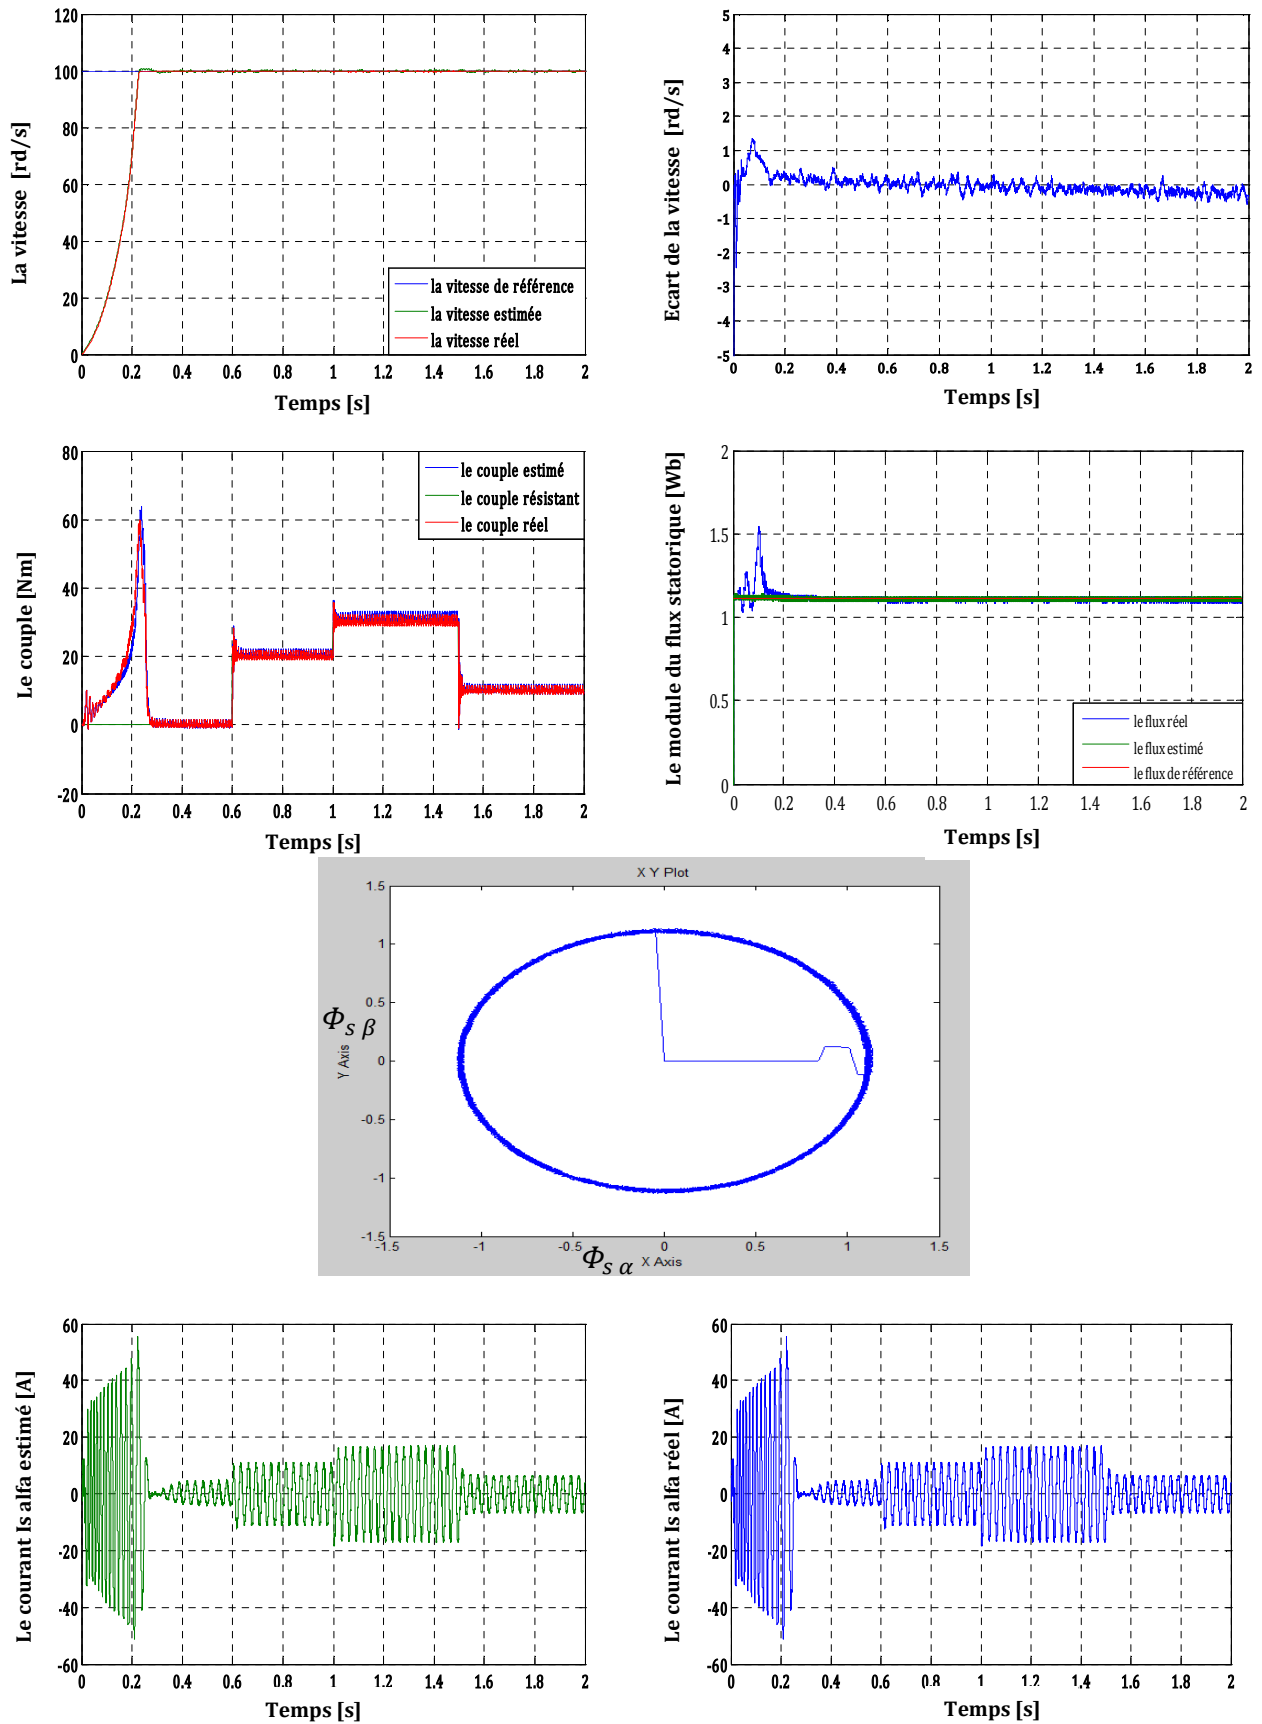 120
100
80
60
40
20
0
0 0.2 0.4 0.6 0.8 1 1.2 1.4 1.6 1.8 2
La vitesse [rd/s]
Temps [s]
la vitesse de référence
la vitesse estimée
la vitesse réel
5
4
3
2
1
0
-1
-2
-3
-4
-5
0 0.2 0.4 0.6 0.8 1 1.2 1.4 1.6 1.8 2
Ecart de la vitesse [rd/s]
Temps [s]
80
60
40
20
0
-20
0 0.2 0.4 0.6 0.8 1 1.2 1.4 1.6 1.8 2
Le couple [Nm]
Temps [s]
le couple estimé
le couple résistant
le couple réel
2
1.5
1
0.5
0
0 0.2 0.4 0.6 0.8 1 1.2 1.4 1.6 1.8 2
Le module du flux statorique [Wb]
Temps [s]
le flux réel
le flux estimé
le flux de référence
X Y Plot
1.5
1
0.5
0
-0.5
-1
-1.5
-1.5 -1 -0.5 0 0.5 1 1.5
Φs β
Y Axis
Φs α
X Axis
60
40
20
0
-20
-40
-60
0 0.2 0.4 0.6 0.8 1 1.2 1.4 1.6 1.8 2
Le courant Is alfa estimé [A]
Temps [s]
60
40
20
0
-20
-40
-60
0 0.2 0.4 0.6 0.8 1 1.2 1.4 1.6 1.8 2
Le courant Is alfa réel [A]
Temps [s]